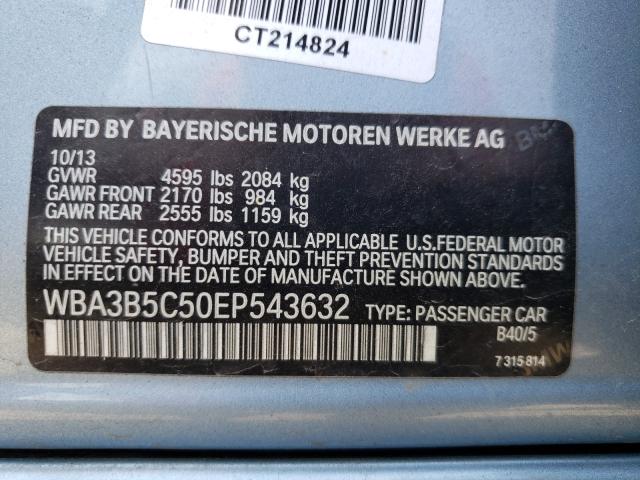 CT214824
MFD BY BAYERISCHE MOTOREN WERKE AG
10/13
GVWR 4595 lbs 2084 kg
GAWR FRONT 2170 lbs 984 kg
GAWR REAR 2555 lbs 1159 kg
THIS VEHICLE CONFORMS TO ALL APPLICABLE U.S.FEDERAL MOTOR
VEHICLE SAFETY, BUMPER AND THEFT PREVENTION STANDARDS
IN EFFECT ON THE DATE OF MANUFACTURE SHOWN ABOVE.
WBA3B5C50EP543632 TYPE: PASSENGER CAR
B40/5
7 315 814